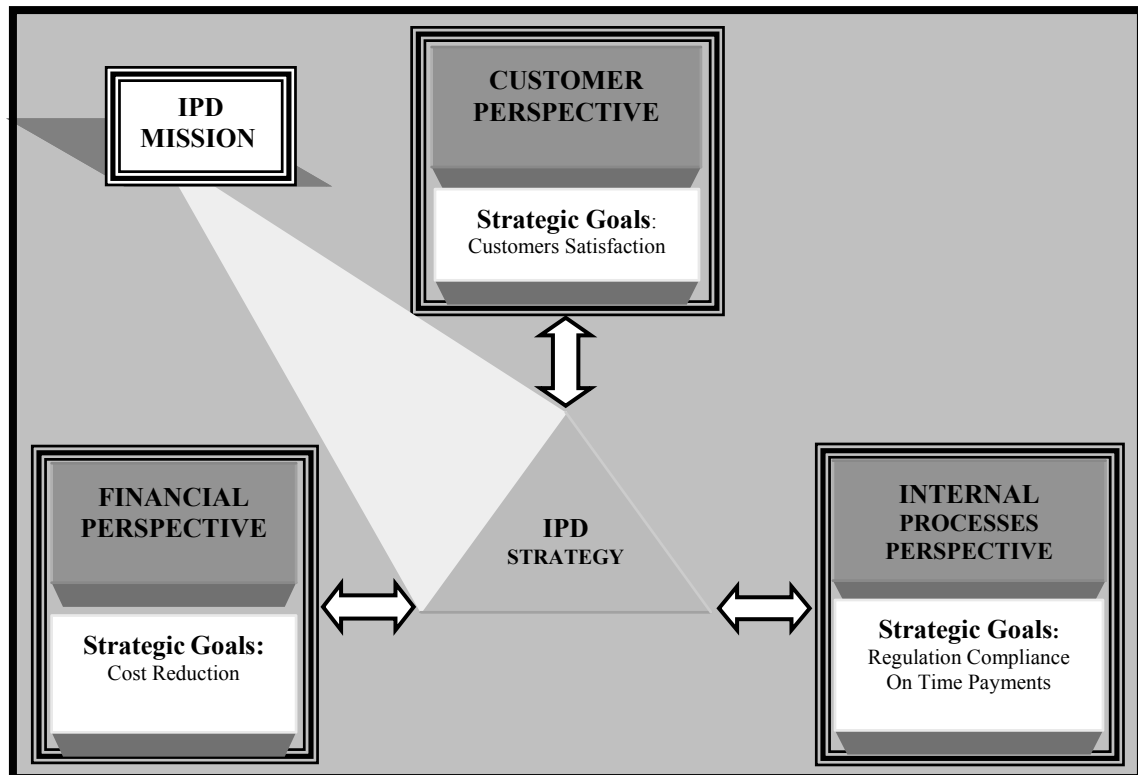 IPD
MISSION
CUSTOMER
PERSPECTIVE
Strategic Goals:
Customers Satisfaction
FINANCIAL
PERSPECTIVE
Strategic Goals:
Cost Reduction
IPD
STRATEGY
INTERNAL
PROCESSES
PERSPECTIVE
Strategic Goals:
Regulation Compliance
On Time Payments